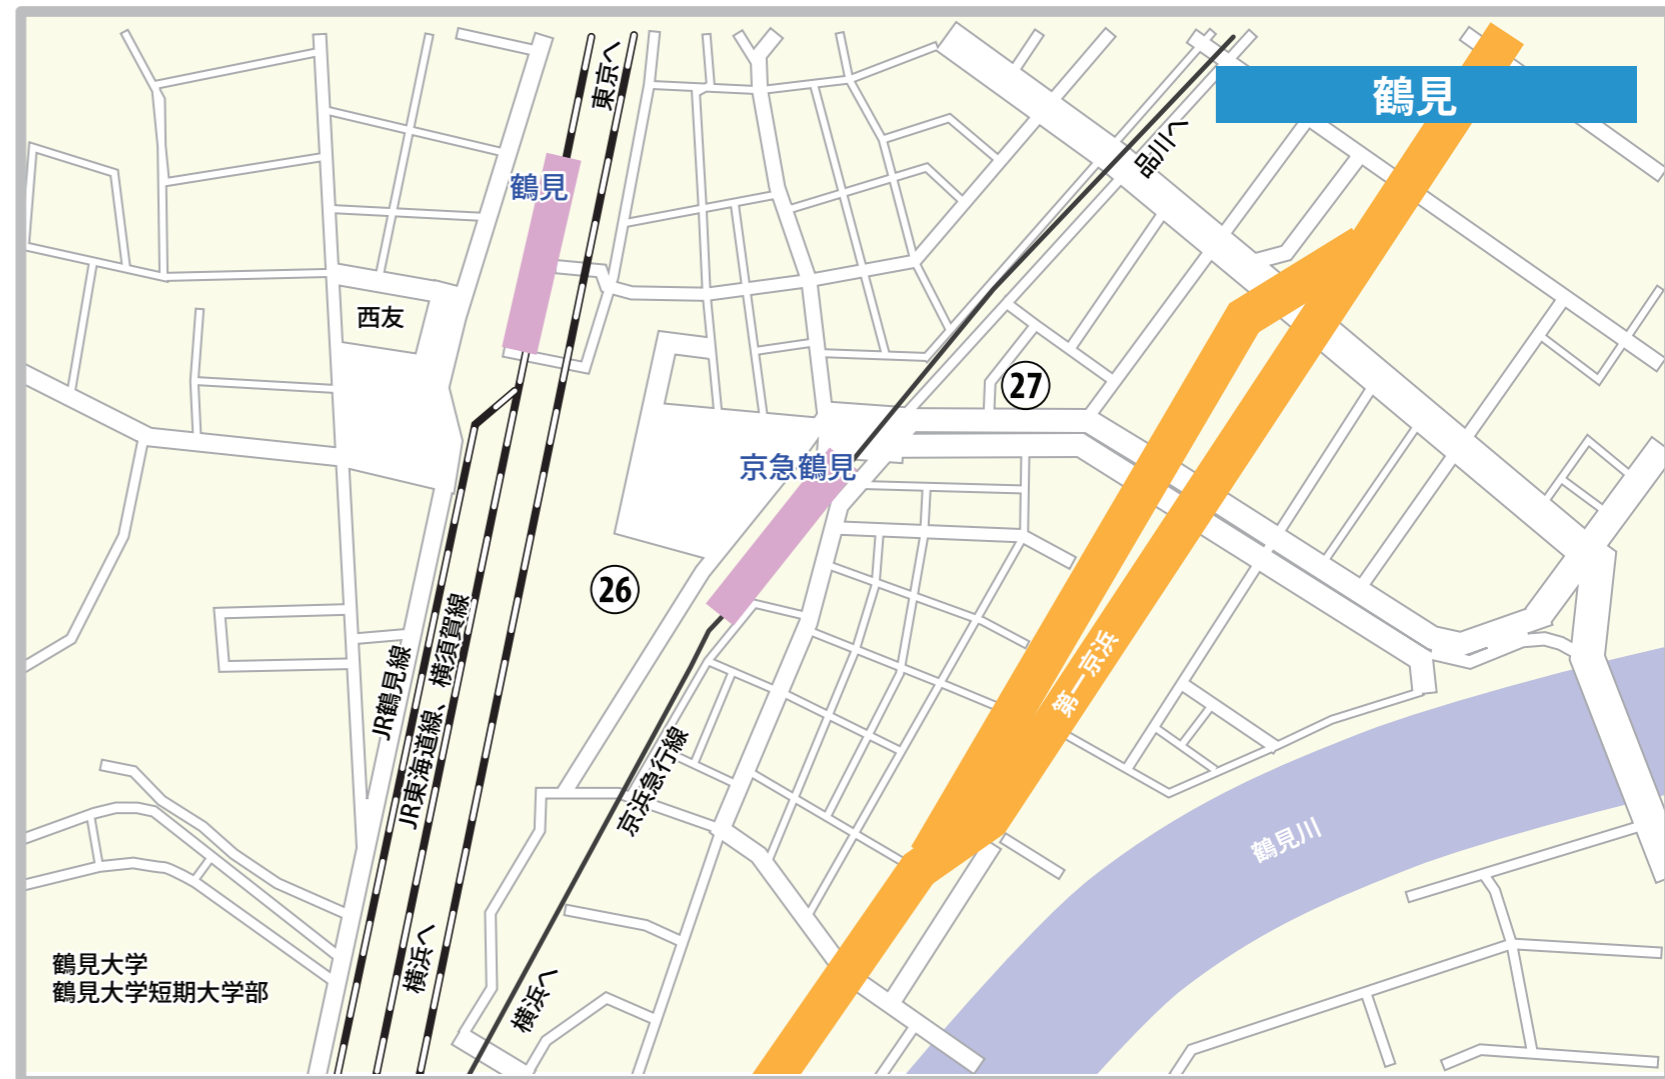 東京へ
鶴見
品川へ
鶴見
西友
27
京急鶴見
26
JR鶴見線
JR東海道線、横須賀線
第一京浜
京浜急行線
鶴見川
横浜へ
横浜へ
鶴見大学
鶴見大学短期大学部